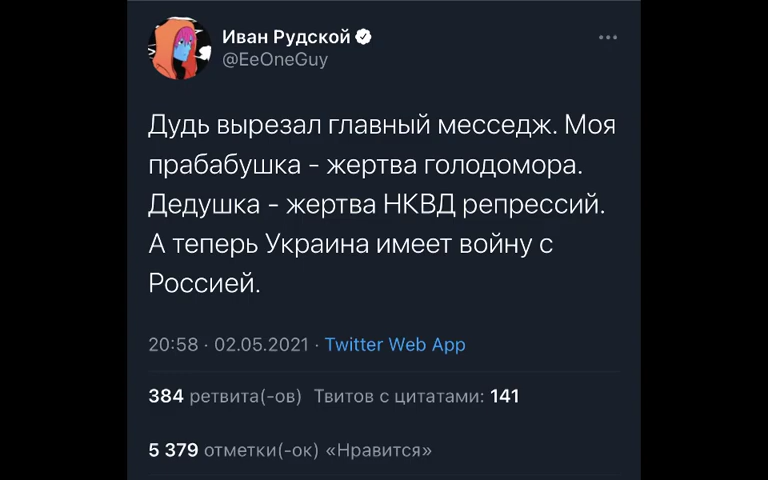 Иван Рудской
@EeOneGuy
Дудь вырезал главный месседж. Моя
прабабушка - жертва голодомора.
Дедушка - жертва НКВД репрессий.
А теперь Украина имеет войну с
Россией.
20:58 · 02.05.2021 · Twitter Web App
384 ретвита(-ов) Твитов с цитатами: 141
5 379 отметки(-ок) «Нравится»